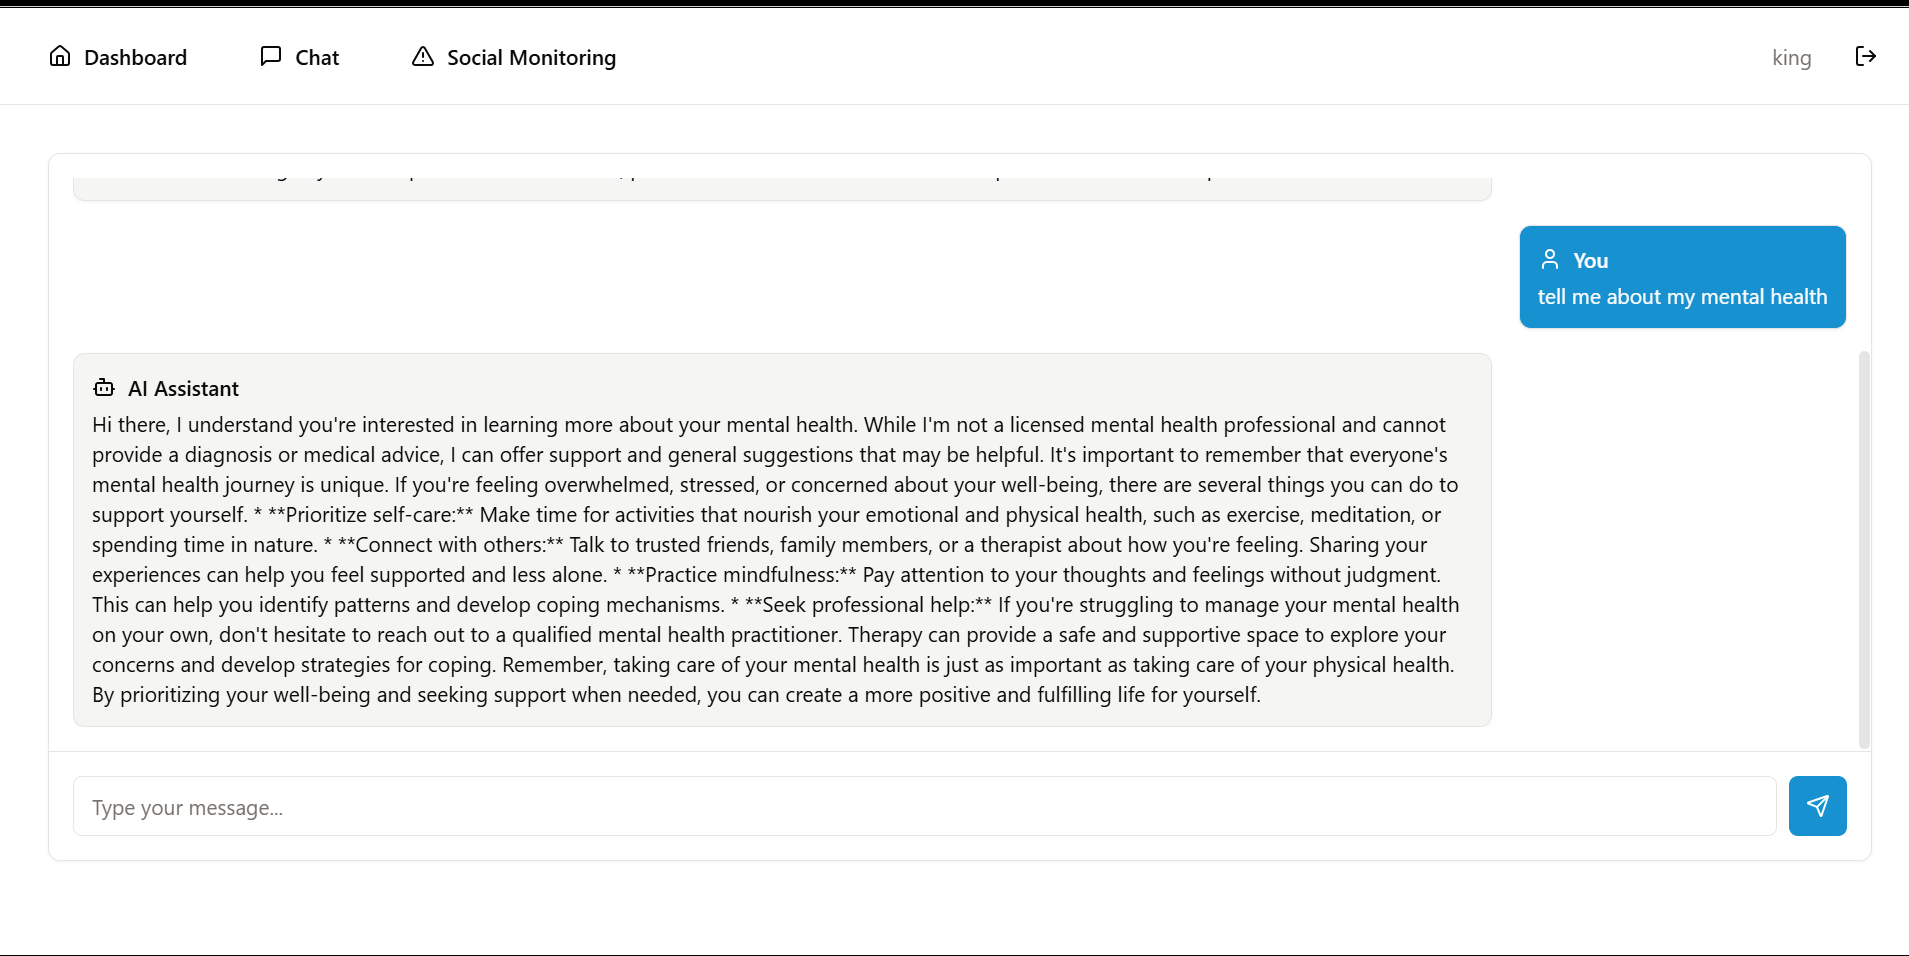 Dashboard
Chat
Social Monitoring
king
You
tell me about my mental health
AI Assistant
Hi there, I understand you're interested in learning more about your mental health. While I'm not a licensed mental health professional and cannot
provide a diagnosis or medical advice, I can offer support and general suggestions that may be helpful. It's important to remember that everyone's
mental health journey is unique. If you're feeling overwhelmed, stressed, or concerned about your well-being, there are several things you can do to
support yourself. * **Prioritize self-care:** Make time for activities that nourish your emotional and physical health, such as exercise, meditation, or
spending time in nature. * **Connect with others:** Talk to trusted friends, family members, or a therapist about how you're feeling. Sharing your
experiences can help you feel supported and less alone. * **Practice mindfulness:** Pay attention to your thoughts and feelings without judgment.
This can help you identify patterns and develop coping mechanisms. * **Seek professional help:** If you're struggling to manage your mental health
on your own, don't hesitate to reach out to a qualified mental health practitioner. Therapy can provide a safe and supportive space to explore your
concerns and develop strategies for coping. Remember, taking care of your mental health is just as important as taking care of your physical health.
By prioritizing your well-being and seeking support when needed, you can create a more positive and fulfilling life for yourself.
Type your message...